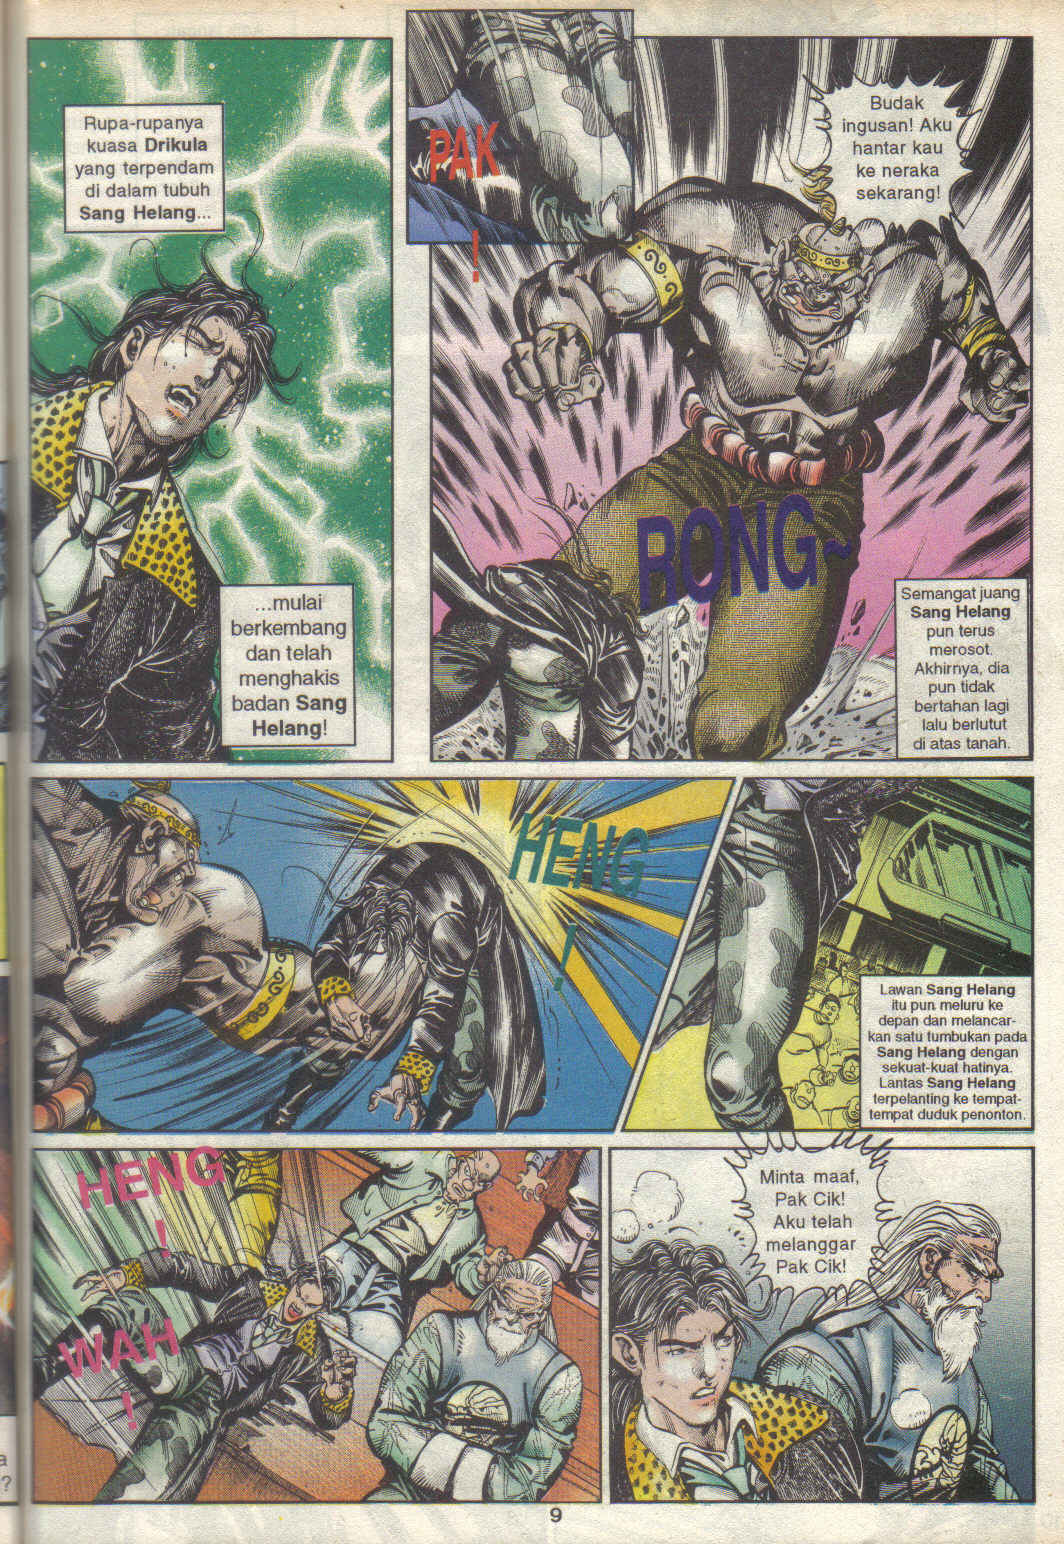 Rupa-rupanya
kuasa Drikula
yang terpendam
di dalam tubuh
Sang Helang...
...mulai
berkembang
dan telah
menghakis
badan Sang
Helang!
PAK
!
Budak
ingusan! Aku
hantar kau
ke neraka
sekarang!
RONG~
Semangat juang
Sang Helang
pun terus
merosot.
Akhirnya, dia
pun tidak
bertahan lagi
lalu berlutut
di atas tanah.
HENG
!
Lawan Sang Helang
itu pun meluru ke
depan dan melancar-
kan satu tumbukan pada
Sang Helang dengan
sekuat-kuat hatinya.
Lantas Sang Helang
terpelanting ke tempat-
tempat duduk penonton.
HENG
!
WAH
!
Minta maaf,
Pak Cik!
Aku telah
melanggar
Pak Cik!
a
?
9